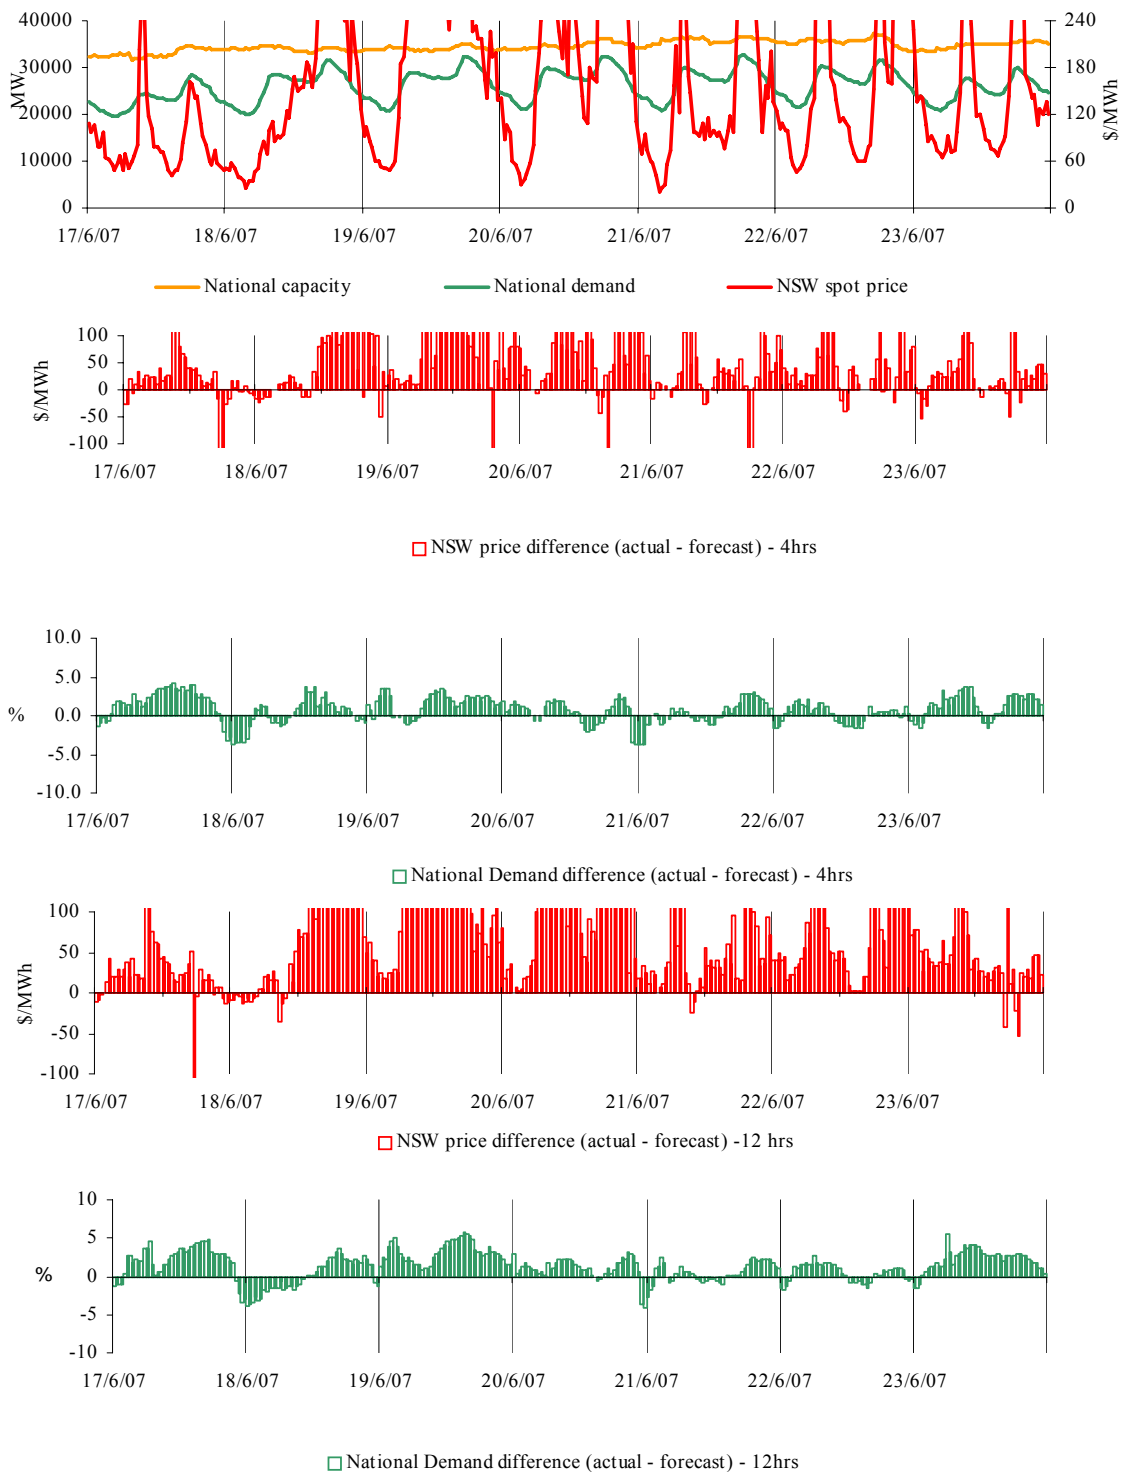 40000 240
30000 180
20000 120
10000 60
0 0
MW
$/MWh
17/6/07 18/6/07 19/6/07 20/6/07 21/6/07 22/6/07 23/6/07
National capacity National demand NSW spot price
100
50
0
-50
-100
$/MWh
17/6/07 18/6/07 19/6/07 20/6/07 21/6/07 22/6/07 23/6/07
NSW price difference (actual - forecast) - 4hrs
10.0
5.0
0.0
-5.0
-10.0
%
17/6/07 18/6/07 19/6/07 20/6/07 21/6/07 22/6/07 23/6/07
National Demand difference (actual - forecast) - 4hrs
100
50
0
-50
-100
$/MWh
17/6/07 18/6/07 19/6/07 20/6/07 21/6/07 22/6/07 23/6/07
NSW price difference (actual - forecast) -12 hrs
10
5
0
-5
-10
%
17/6/07 18/6/07 19/6/07 20/6/07 21/6/07 22/6/07 23/6/07
National Demand difference (actual - forecast) - 12hrs